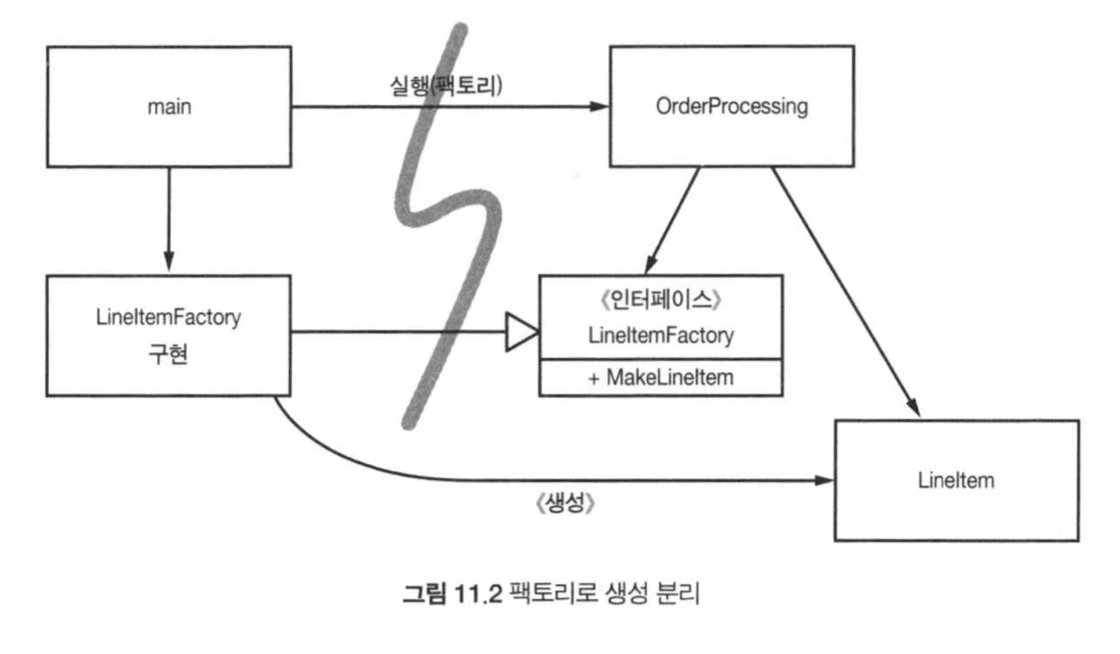 실행(팩토리)
main
OrderProcessing
LineItemFactory
구현
《인터페이스》
LineItemFactory
+ MakeLineItem
LineItem
《생성》
그림 11.2 팩토리로 생성 분리